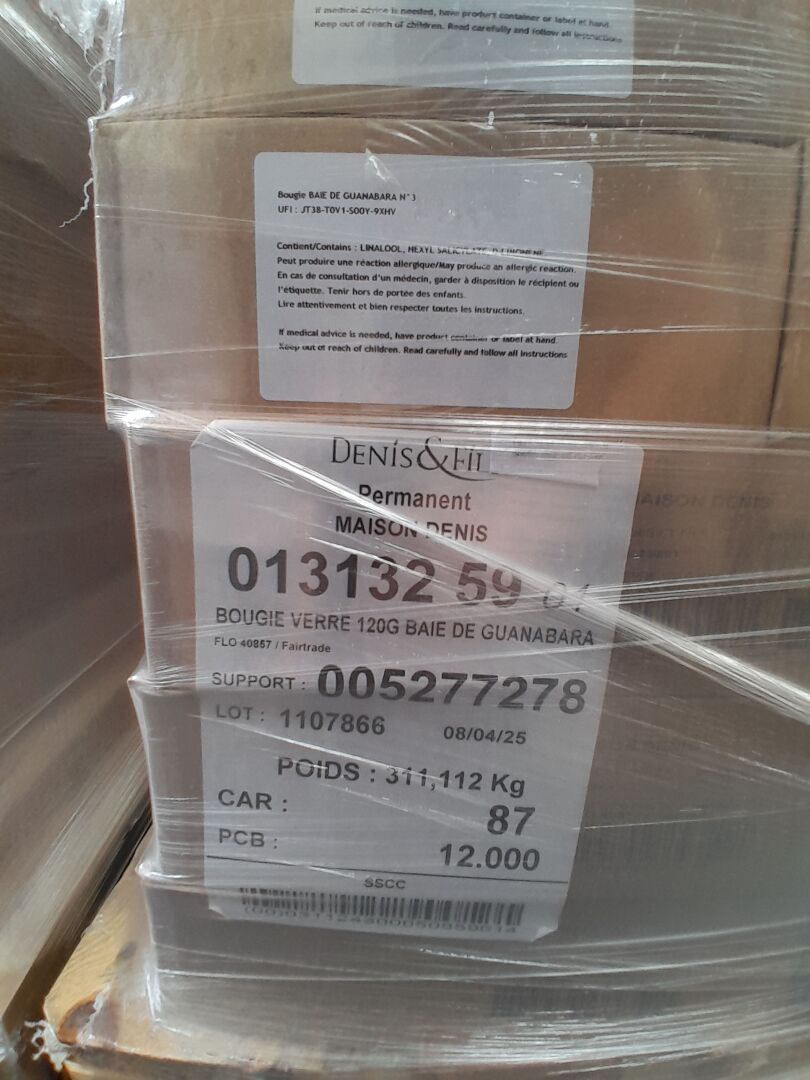 If medical advice is needed, have product container or label at hand.
Keep out of reach of children. Read carefully and follow all instructions
Bougie BAIE DE GUANABARA N°3
UFI : JT38-T0V1-S00Y-9XHV
Contient/Contains : LINALOOL, HEXYL SALICYLATE, D-LIMONENE
Peut produire une réaction allergique/May produce an allergic reaction.
En cas de consultation d'un médecin, garder à disposition le récipient ou
l'étiquette. Tenir hors de portée des enfants.
Lire attentivement et bien respecter toutes les instructions.
If medical advice is needed, have product container or label at hand.
Keep out of reach of children. Read carefully and follow all instructions
DENIS &
Permanent
MAISON DENIS
013132 59
BOUGIE VERRE 120G BAIE DE GUANABARA
FLO 40857 / Fairtrade
SUPPORT : 005277278
LOT : 1107866 08/04/25
POIDS : 311,112 Kg
CAR : 87
PCB : 12.000
SSCC
MAISON DENIS